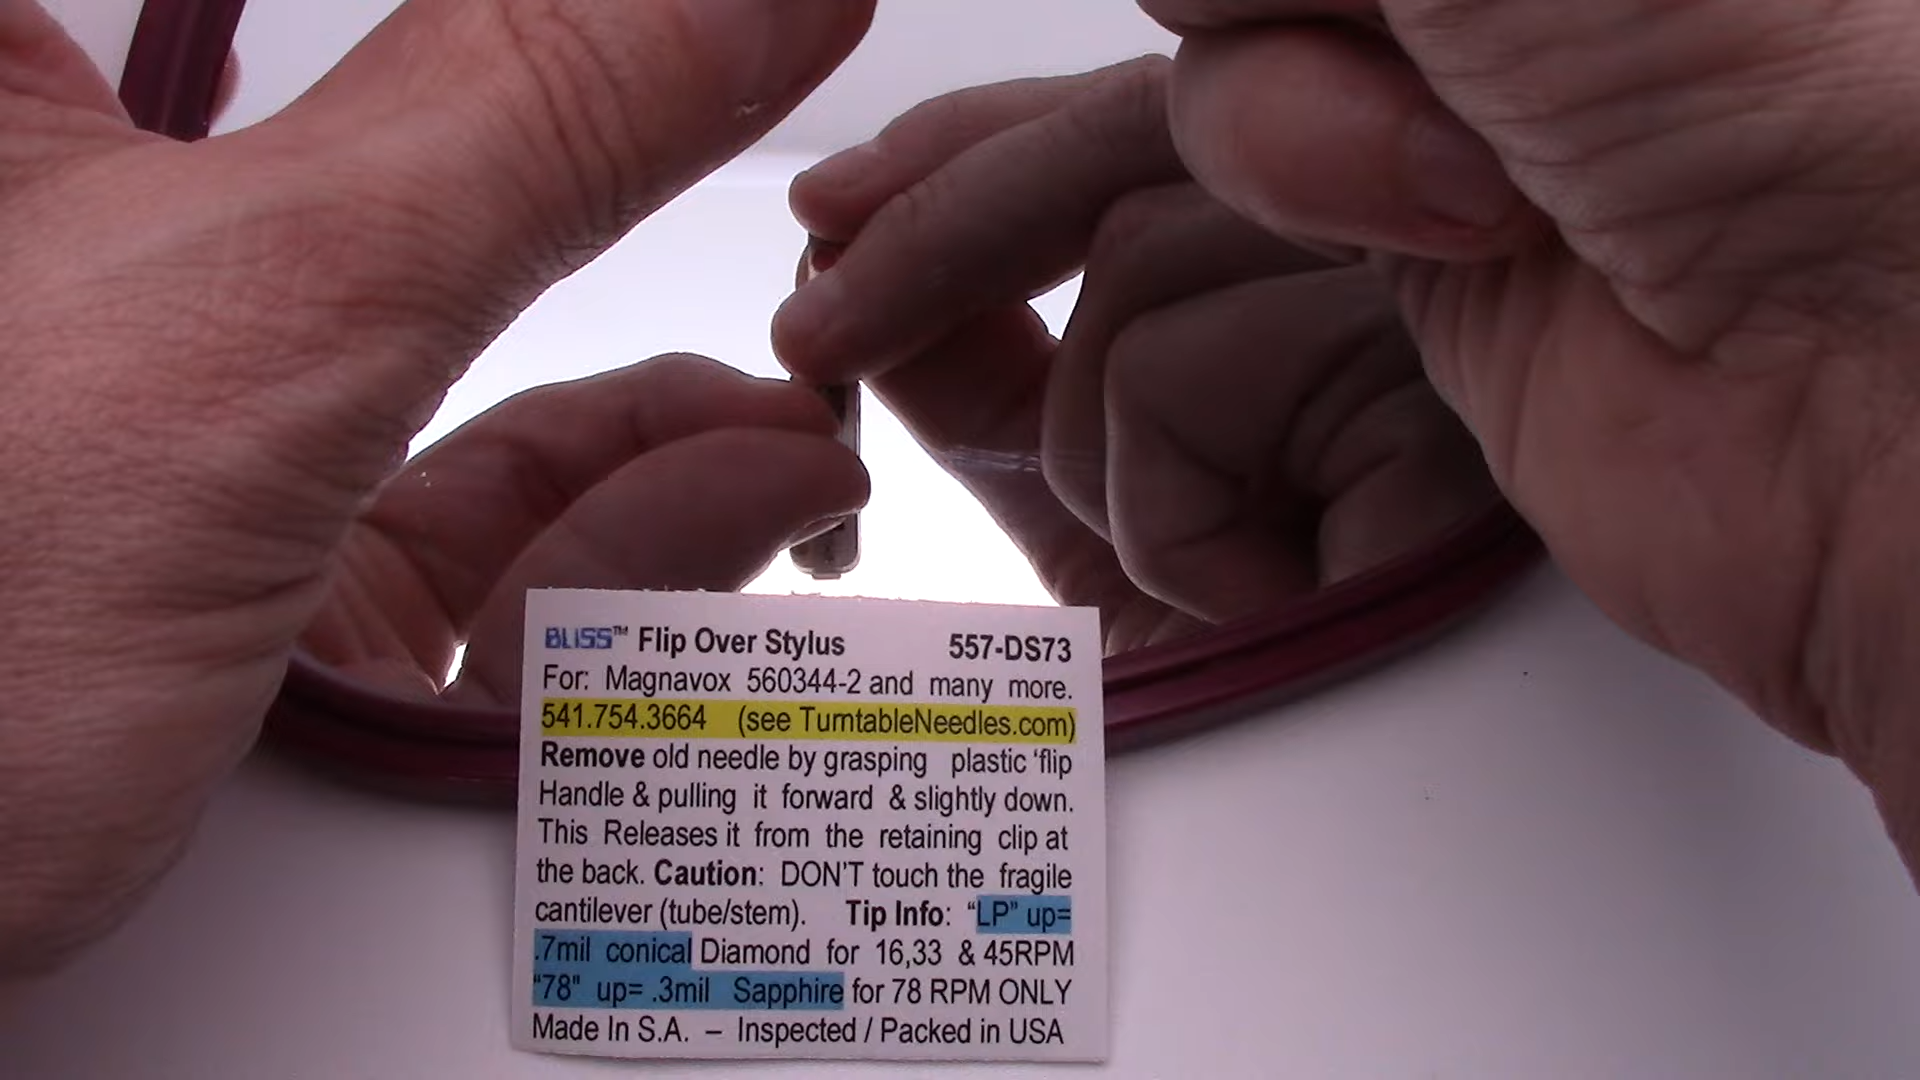 BLISS™ Flip Over Stylus 557-DS73
For: Magnavox 560344-2 and many more.
541.754.3664 (see TurntableNeedles.com)
Remove old needle by grasping plastic ‘flip
Handle & pulling it forward & slightly down.
This Releases it from the retaining clip at
the back. Caution: DON'T touch the fragile
cantilever (tube/stem). Tip Info: “LP” up=
.7mil conical Diamond for 16,33 & 45RPM
“78" up= .3mil Sapphire for 78 RPM ONLY
Made In S.A. – Inspected / Packed in USA